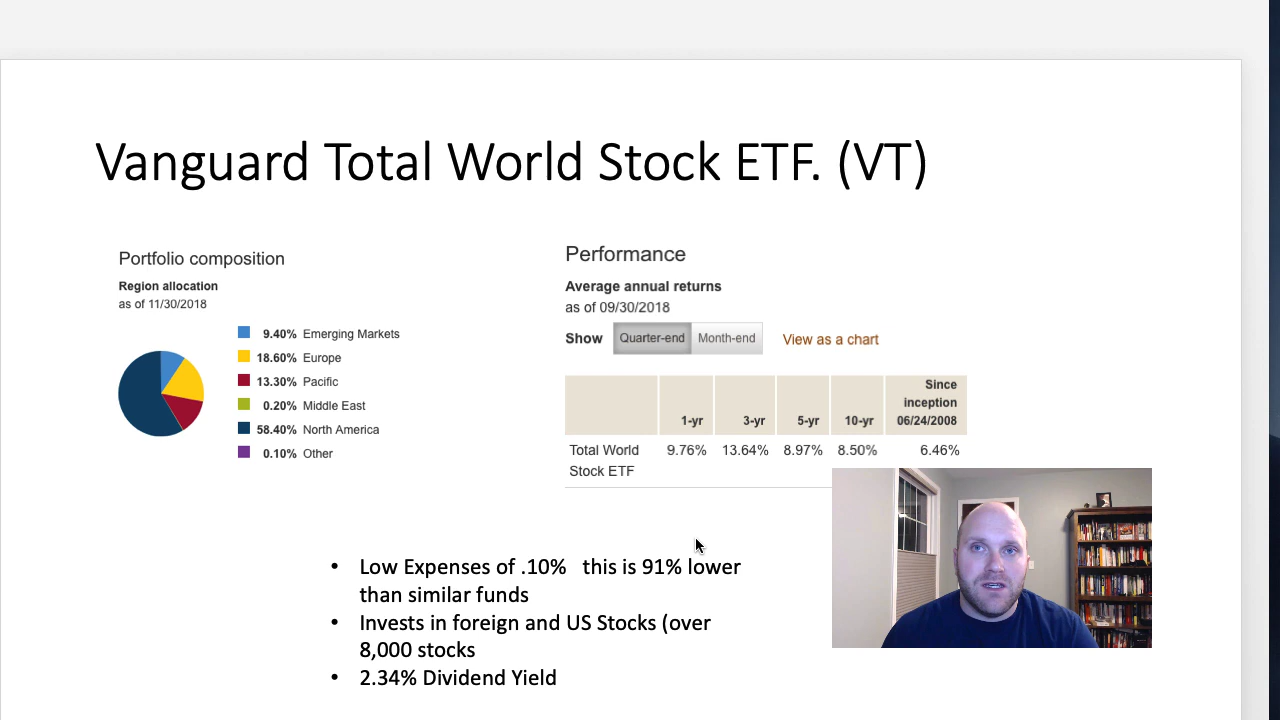 Vanguard Total World Stock ETF. (VT)
Portfolio composition
Region allocation
as of 11/30/2018
9.40% Emerging Markets
18.60% Europe
13.30% Pacific
0.20% Middle East
58.40% North America
0.10% Other
Performance
Average annual returns
as of 09/30/2018
Show Quarter-end Month-end View as a chart
Since
inception
1-yr 3-yr 5-yr 10-yr 06/24/2008
Total World 9.76% 13.64% 8.97% 8.50% 6.46%
Stock ETF
• Low Expenses of .10% this is 91% lower
than similar funds
• Invests in foreign and US Stocks (over
8,000 stocks
• 2.34% Dividend Yield